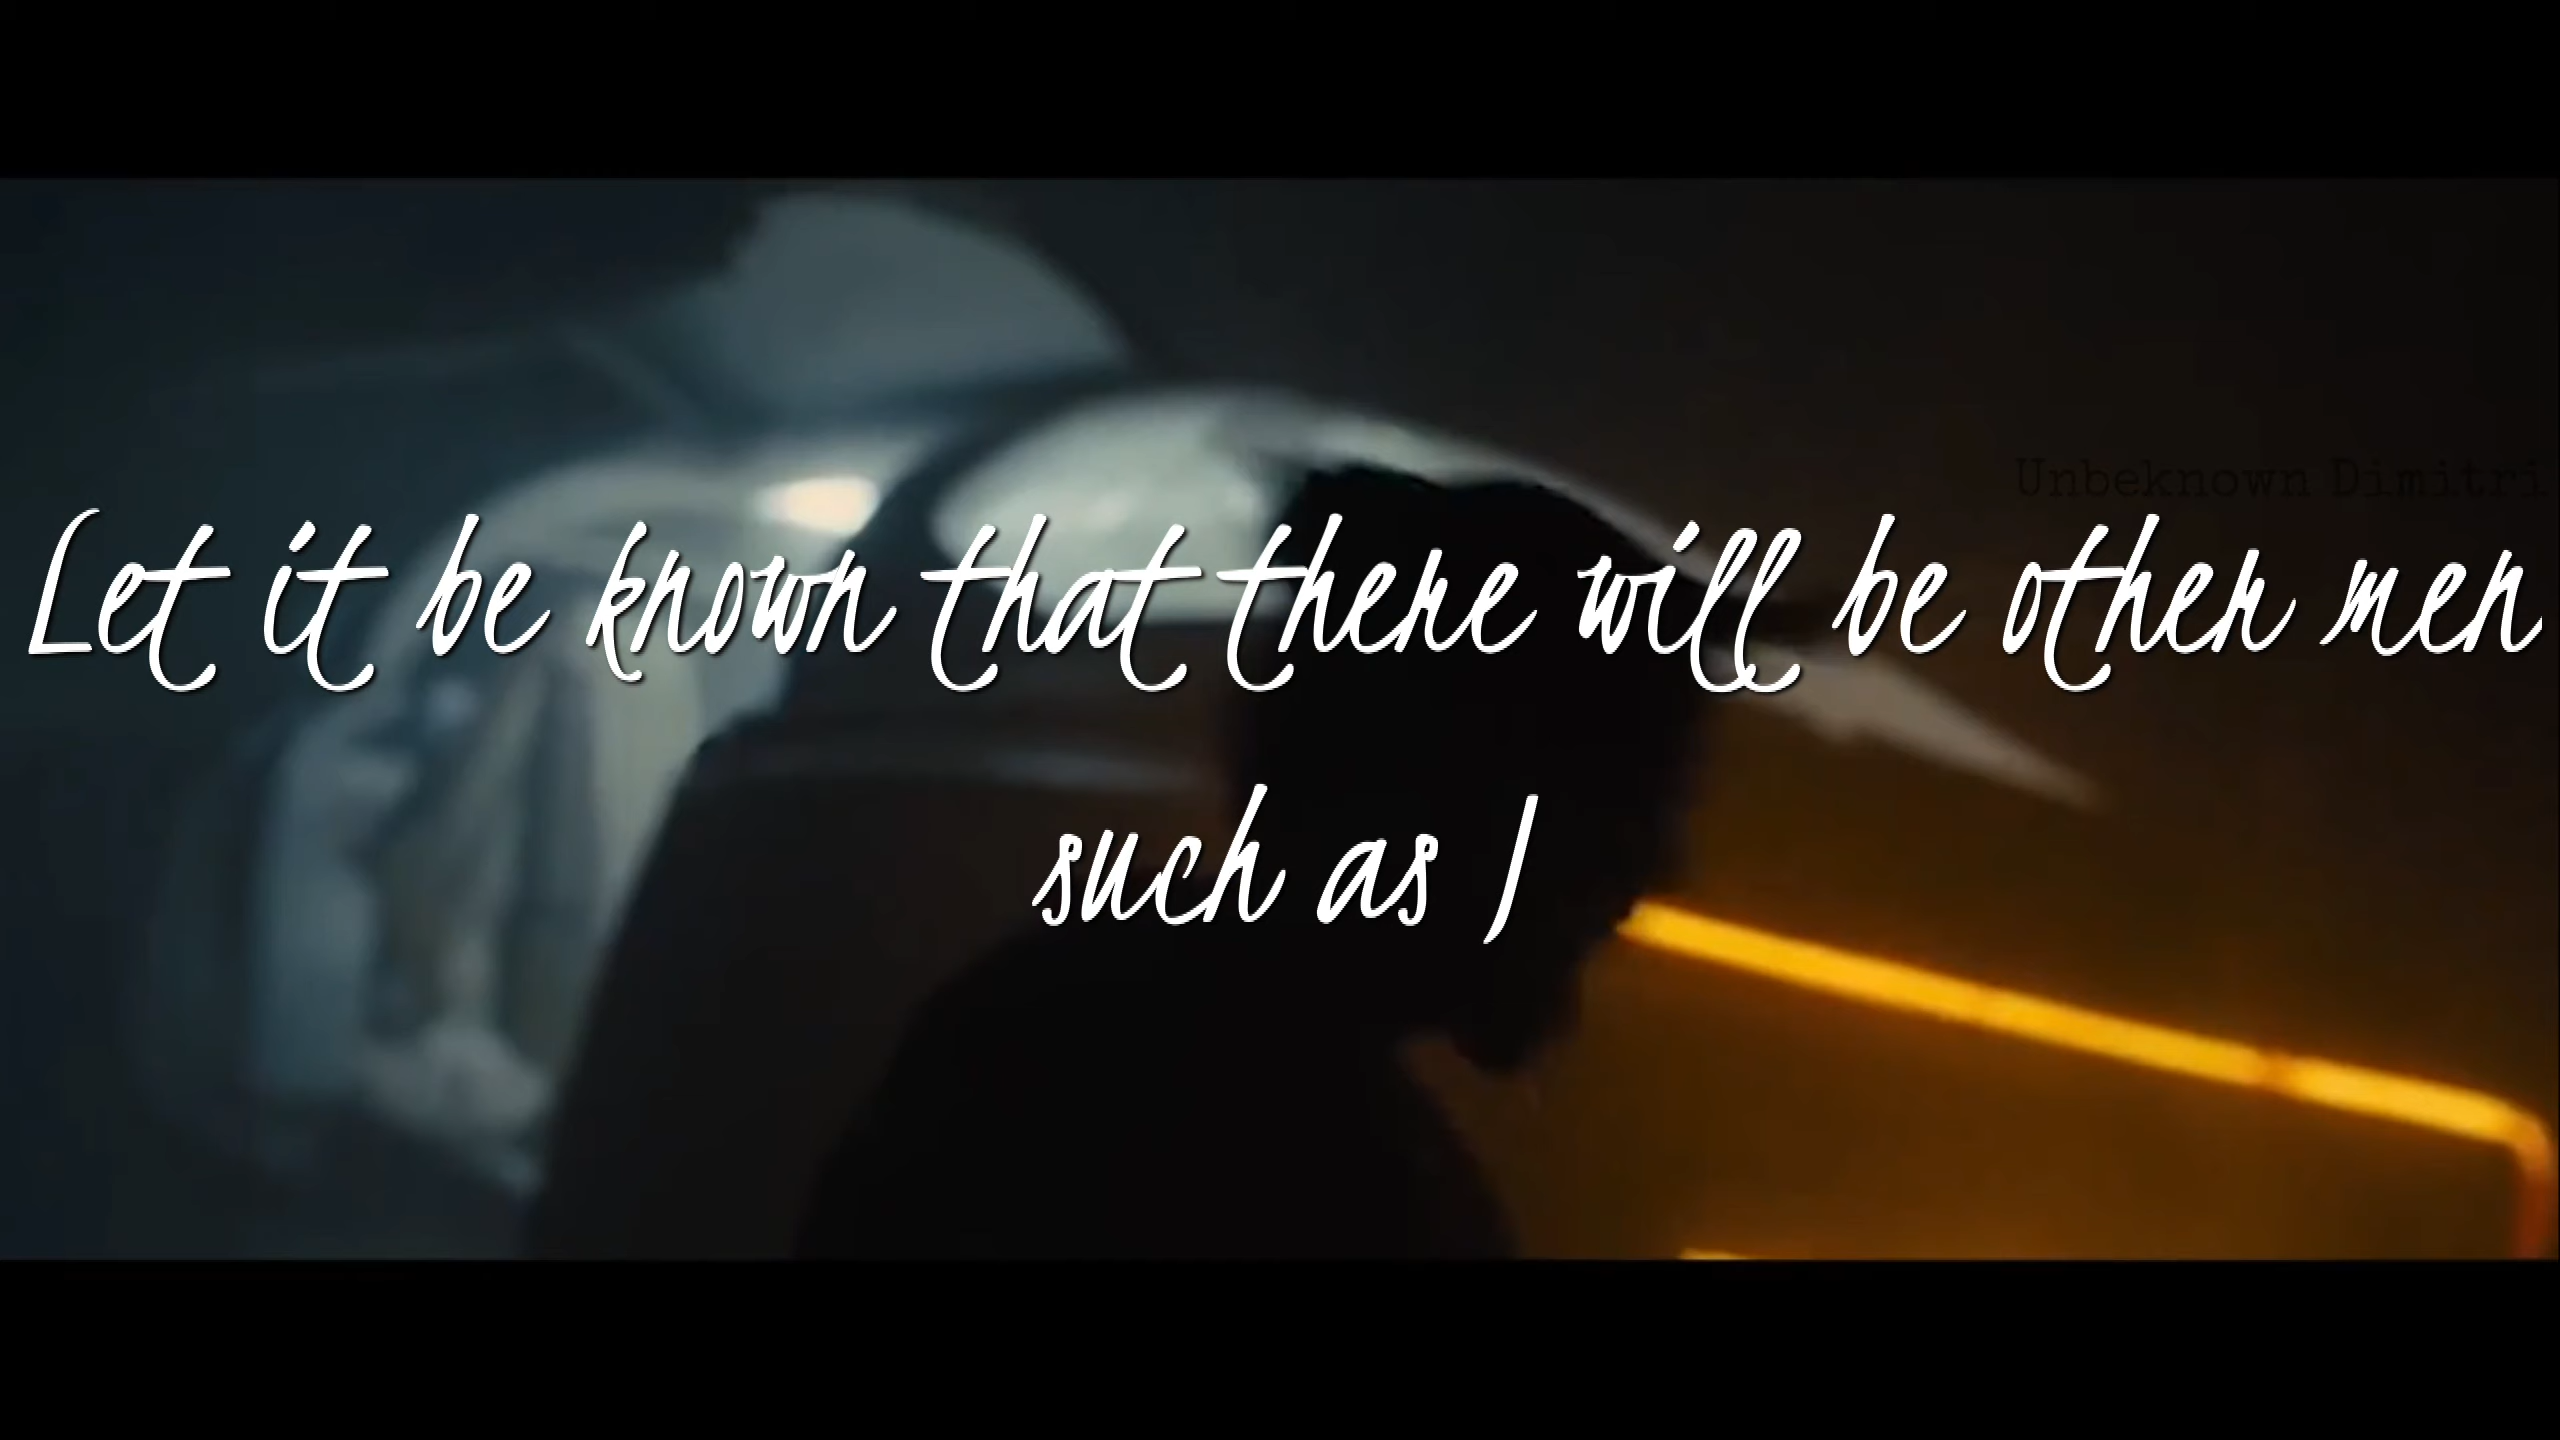 Unbeknown Dimitri
Let it be known that there will be other men
such as I